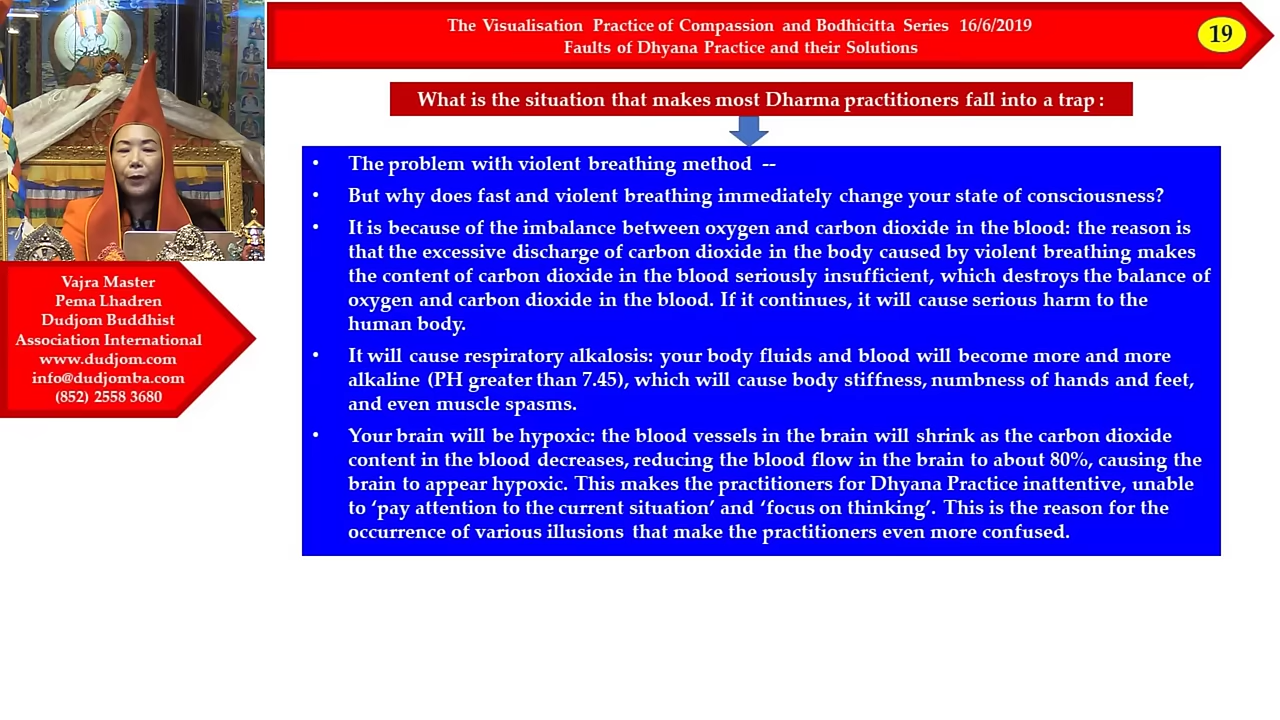 The Visualisation Practice of Compassion and Bodhicitta Series 16/6/2019
Faults of Dhyana Practice and their Solutions
19
What is the situation that makes most Dharma practitioners fall into a trap :
• The problem with violent breathing method --
• But why does fast and violent breathing immediately change your state of consciousness?
• It is because of the imbalance between oxygen and carbon dioxide in the blood: the reason is
that the excessive discharge of carbon dioxide in the body caused by violent breathing makes
the content of carbon dioxide in the blood seriously insufficient, which destroys the balance of
oxygen and carbon dioxide in the blood. If it continues, it will cause serious harm to the
human body.
• It will cause respiratory alkalosis: your body fluids and blood will become more and more
alkaline (PH greater than 7.45), which will cause body stiffness, numbness of hands and feet,
and even muscle spasms.
• Your brain will be hypoxic: the blood vessels in the brain will shrink as the carbon dioxide
content in the blood decreases, reducing the blood flow in the brain to about 80%, causing the
brain to appear hypoxic. This makes the practitioners for Dhyana Practice inattentive, unable
to ‘pay attention to the current situation’ and ‘focus on thinking’. This is the reason for the
occurrence of various illusions that make the practitioners even more confused.
Vajra Master
Pema Lhadren
Dudjom Buddhist
Association International
www.dudjom.com
info@dudjomba.com
(852) 2558 3680